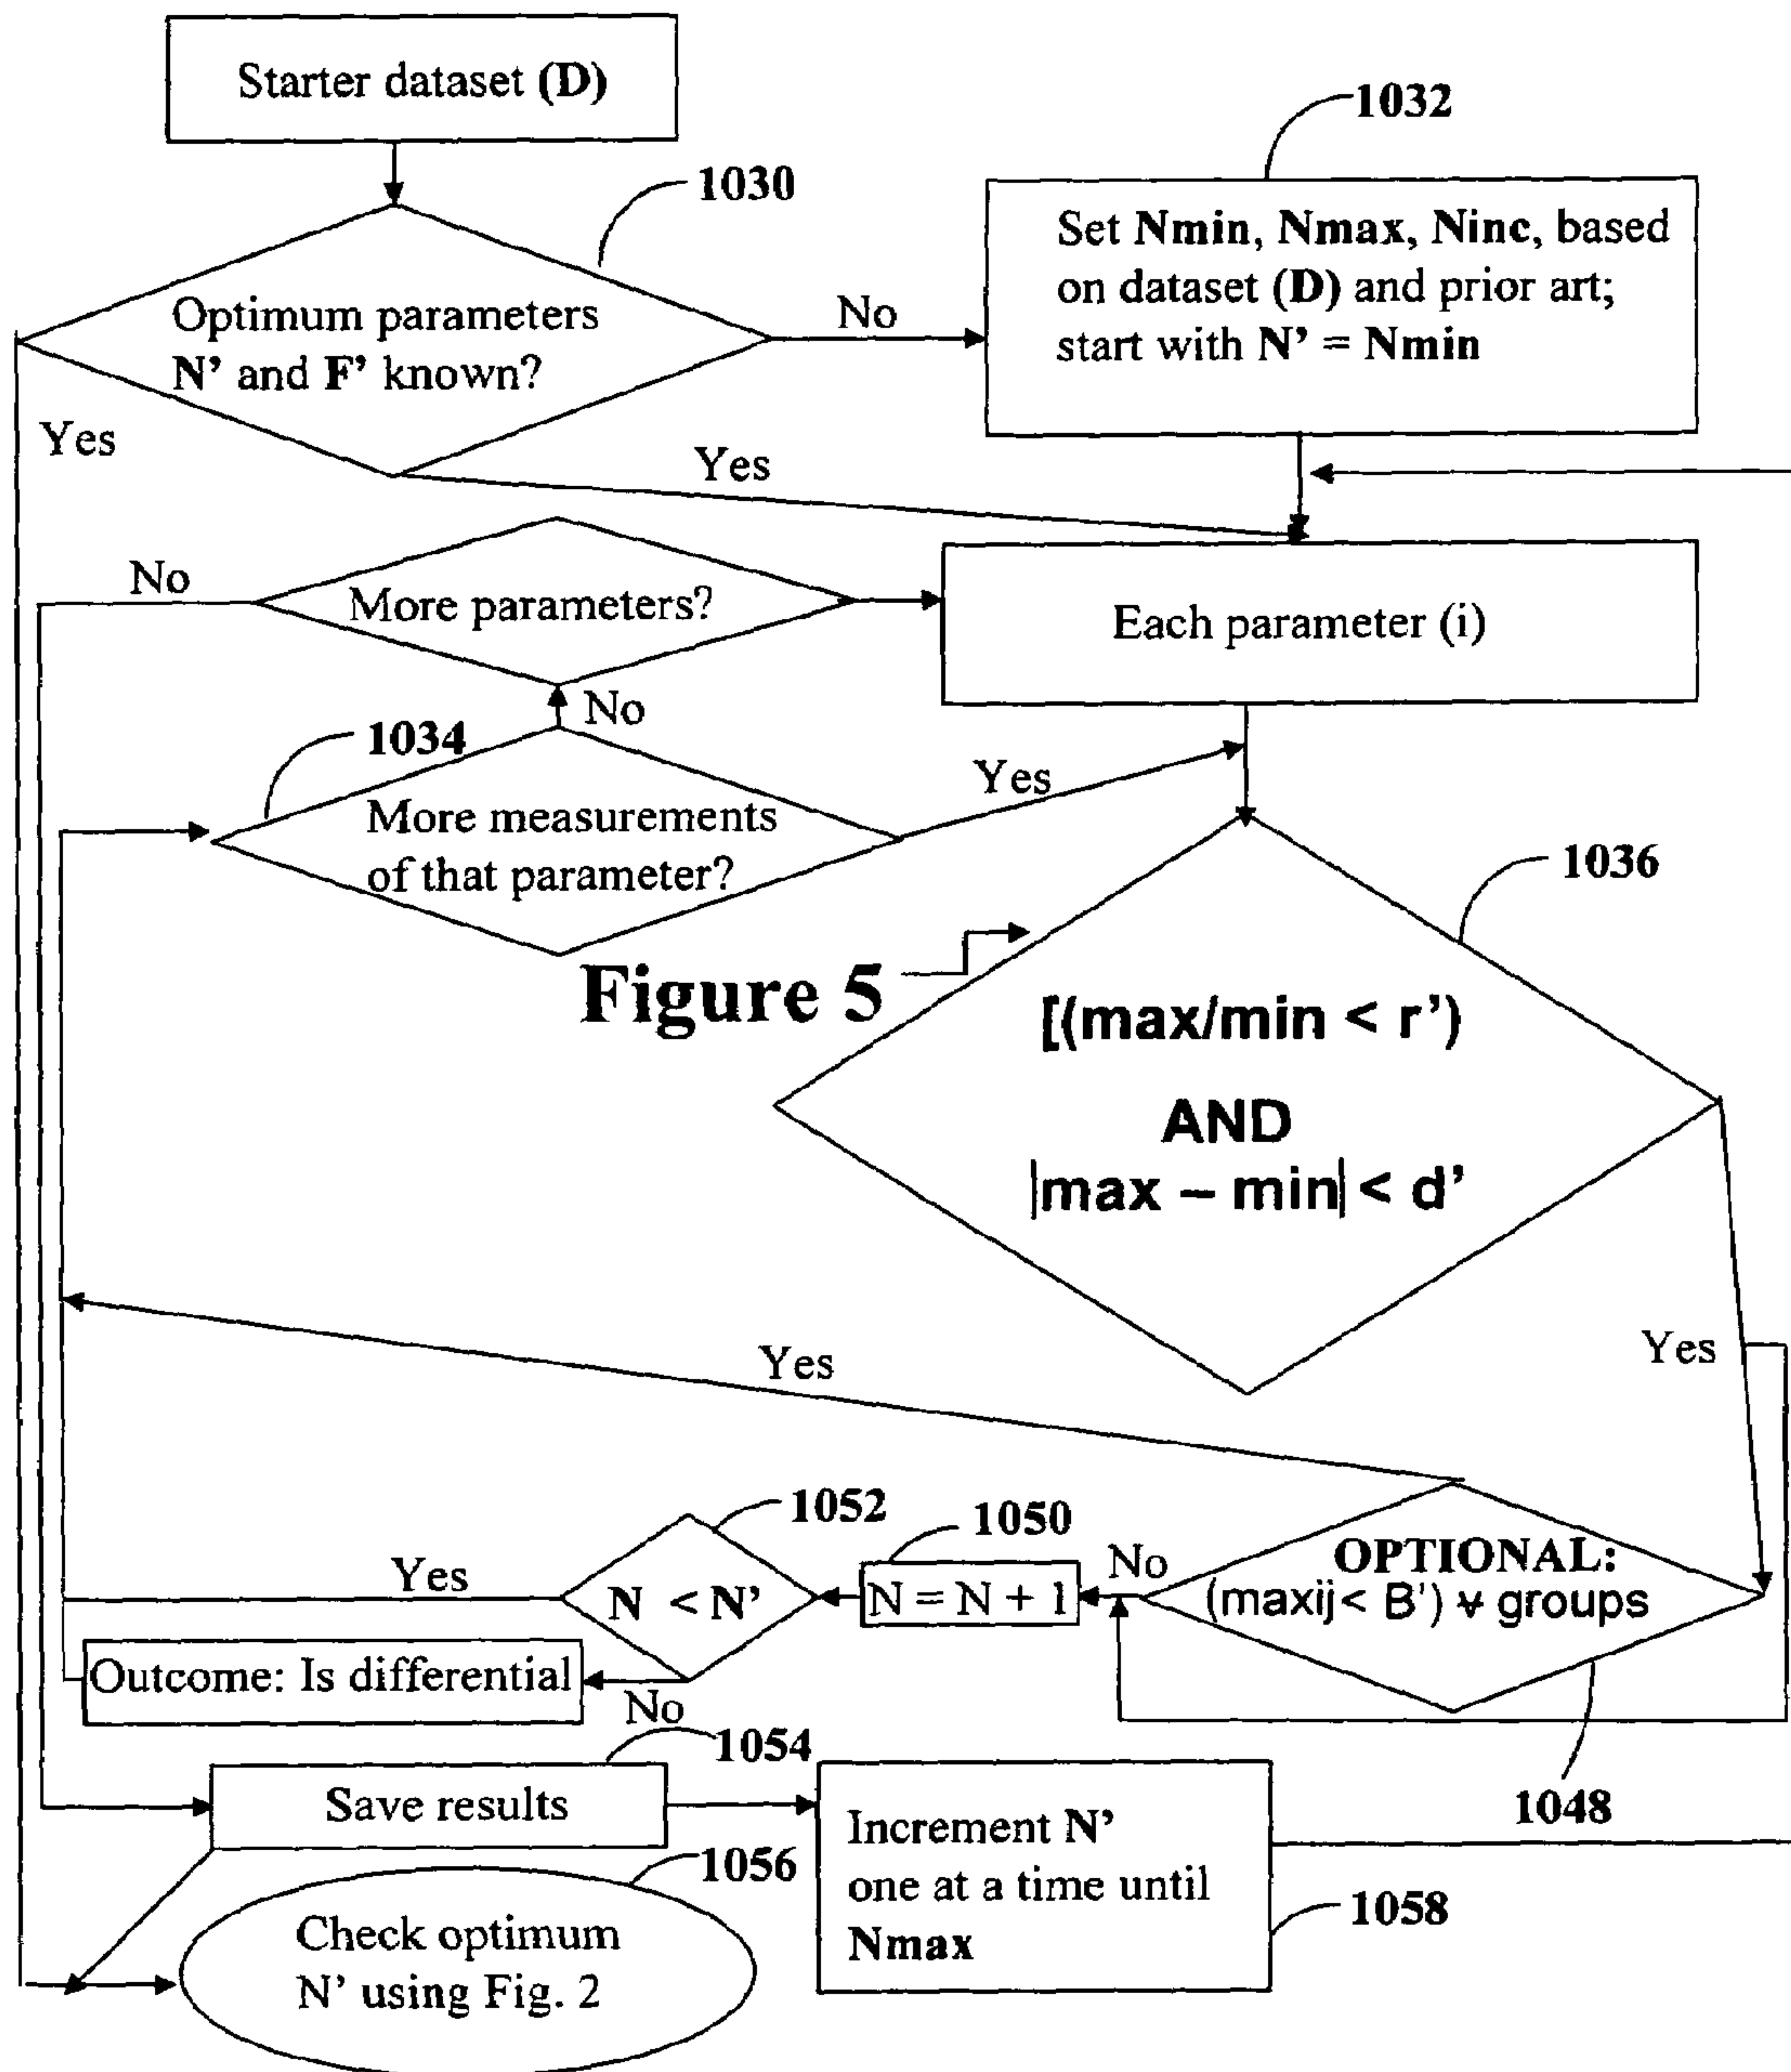 Starter dataset (D)
1032
1030
Set Nmin, Nmax, Ninc, based
on dataset (D) and prior art;
start with N’ = Nmin
Optimum parameters
N’ and F’ known?
No
Yes
Yes
No
More parameters?
Each parameter (i)
No
1034
More measurements
of that parameter?
Yes
1036
Figure 5
[(max/min < r’)
AND
|max – min| < d’
Yes
Yes
1052
1050
No
OPTIONAL:
(maxij< B’) ∀ groups
Yes
N < N’
N = N + 1
Outcome: Is differential
No
1054
Save results
1048
Increment N’
one at a time until
Nmax
1056
1058
Check optimum
N’ using Fig. 2